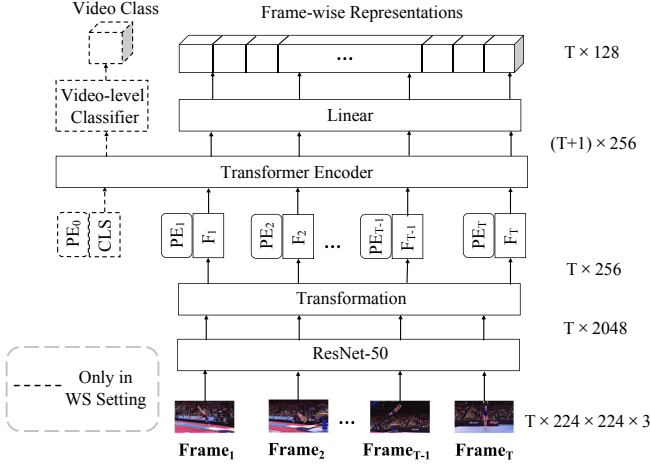 Video Class
Frame-wise Representations
...
T × 128
Video-level
Classifier
Linear
(T+1) × 256
Transformer Encoder
PE0 CLS PE1 F1 PE2 F2 ... PET-1 FT-1 PET FT
T × 256
Transformation
T × 2048
ResNet-50
Only in
WS Setting
...
T × 224 × 224 × 3
Frame1 Frame2 FrameT-1 FrameT